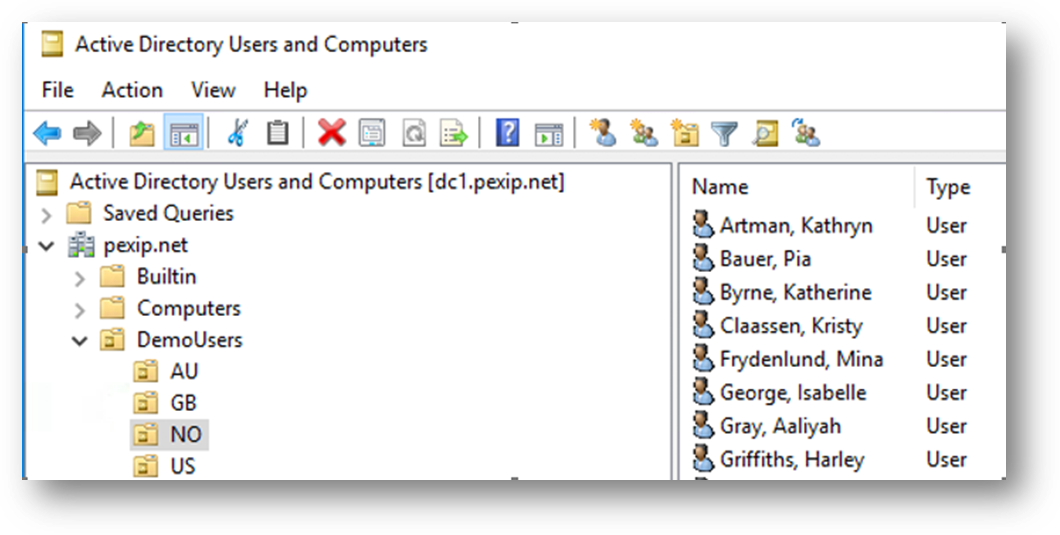 Active Directory Users and Computers
File Action View Help
Active Directory Users and Computers [dc1.pexip.net]
Saved Queries
pexip.net
Builtin
Computers
DemoUsers
AU
GB
NO
US
Name Type
Artman, Kathryn User
Bauer, Pia User
Byrne, Katherine User
Claassen, Kristy User
Frydenlund, Mina User
George, Isabelle User
Gray, Aaliyah User
Griffiths, Harley User